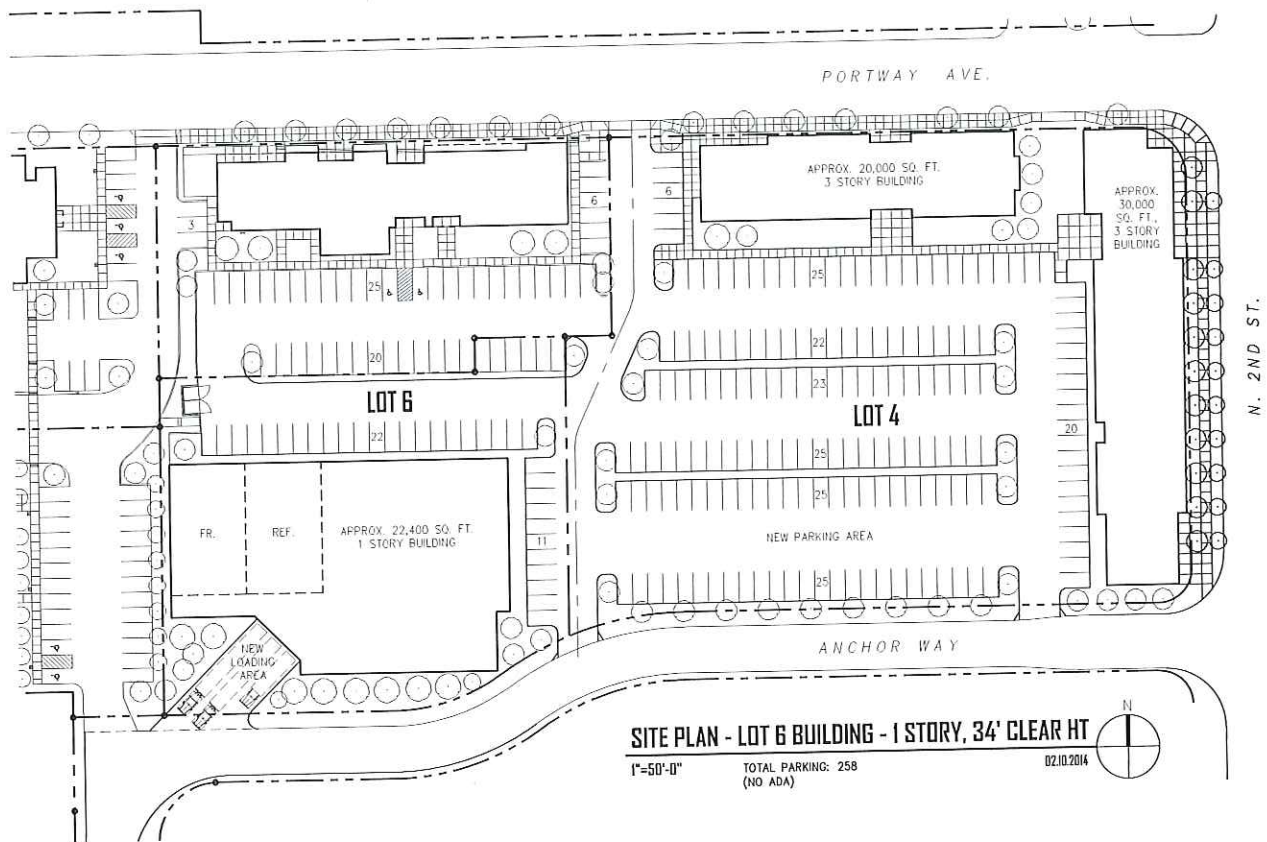 PORTWAY AVE.
APPROX. 20,000 SQ. FT.
3 STORY BUILDING
APPROX.
30,000
SQ. FT.,
3 STORY
BUILDING
N. 2ND ST.
3
6
6
25
25
20
22
23
LOT 6
LOT 4
22
25
20
25
FR.
REF.
APPROX. 22,400 SQ. FT.
1 STORY BUILDING
11
NEW PARKING AREA
25
NEW
LOADING
AREA
ANCHOR WAY
SITE PLAN - LOT 6 BUILDING - 1 STORY, 34' CLEAR HT
1"=50'-0"
TOTAL PARKING: 258
(NO ADA)
02.10.2014
N